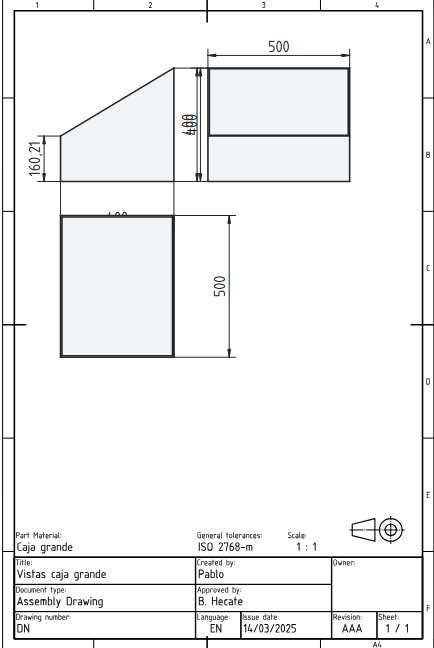 1 2 3 4
A
500
400
400
160,21
B
400
500
C
D
E
Part Material:
Caja grande
General tolerances:
ISO 2768-m
Scale:
1 : 1
Title:
Vistas caja grande
Created by:
Pablo
Owner:
Document type:
Assembly Drawing
Approved by:
B. Hecate
F
Drawing number:
DN
Language:
EN
Issue date:
14/03/2025
Revision:
AAA
Sheet:
1 / 1
A4